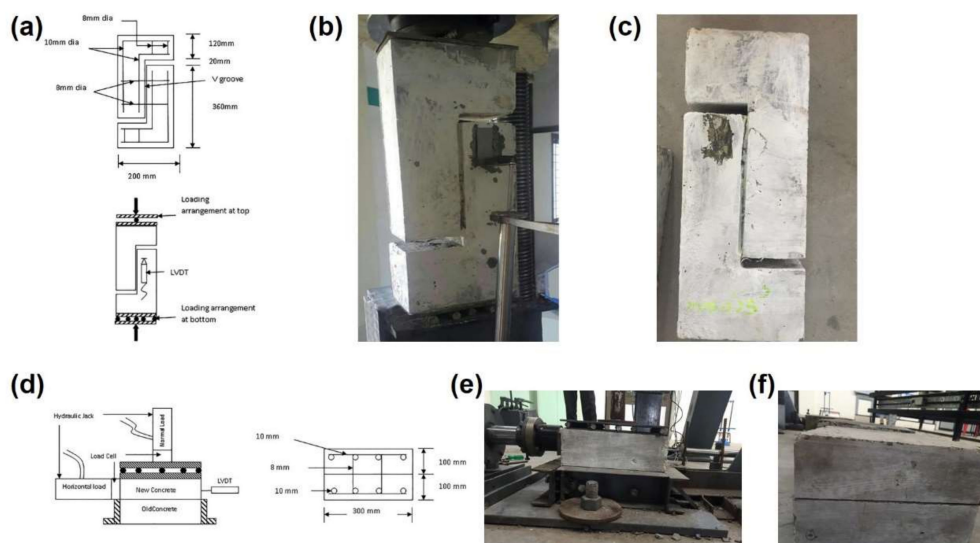 (a)
8mm dia
10mm dia
120mm
20mm
V groove
8mm dia
360mm
200 mm
Loading
arrangement at top
LVDT
Loading arrangement
at bottom
(b)
(c)
(d)
Hydraulic Jack
Normal Load
Load Cell
Horizontal load
New Concrete
LVDT
OldConcrete
10 mm
8 mm
10 mm
100 mm
100 mm
300 mm
(e)
(f)